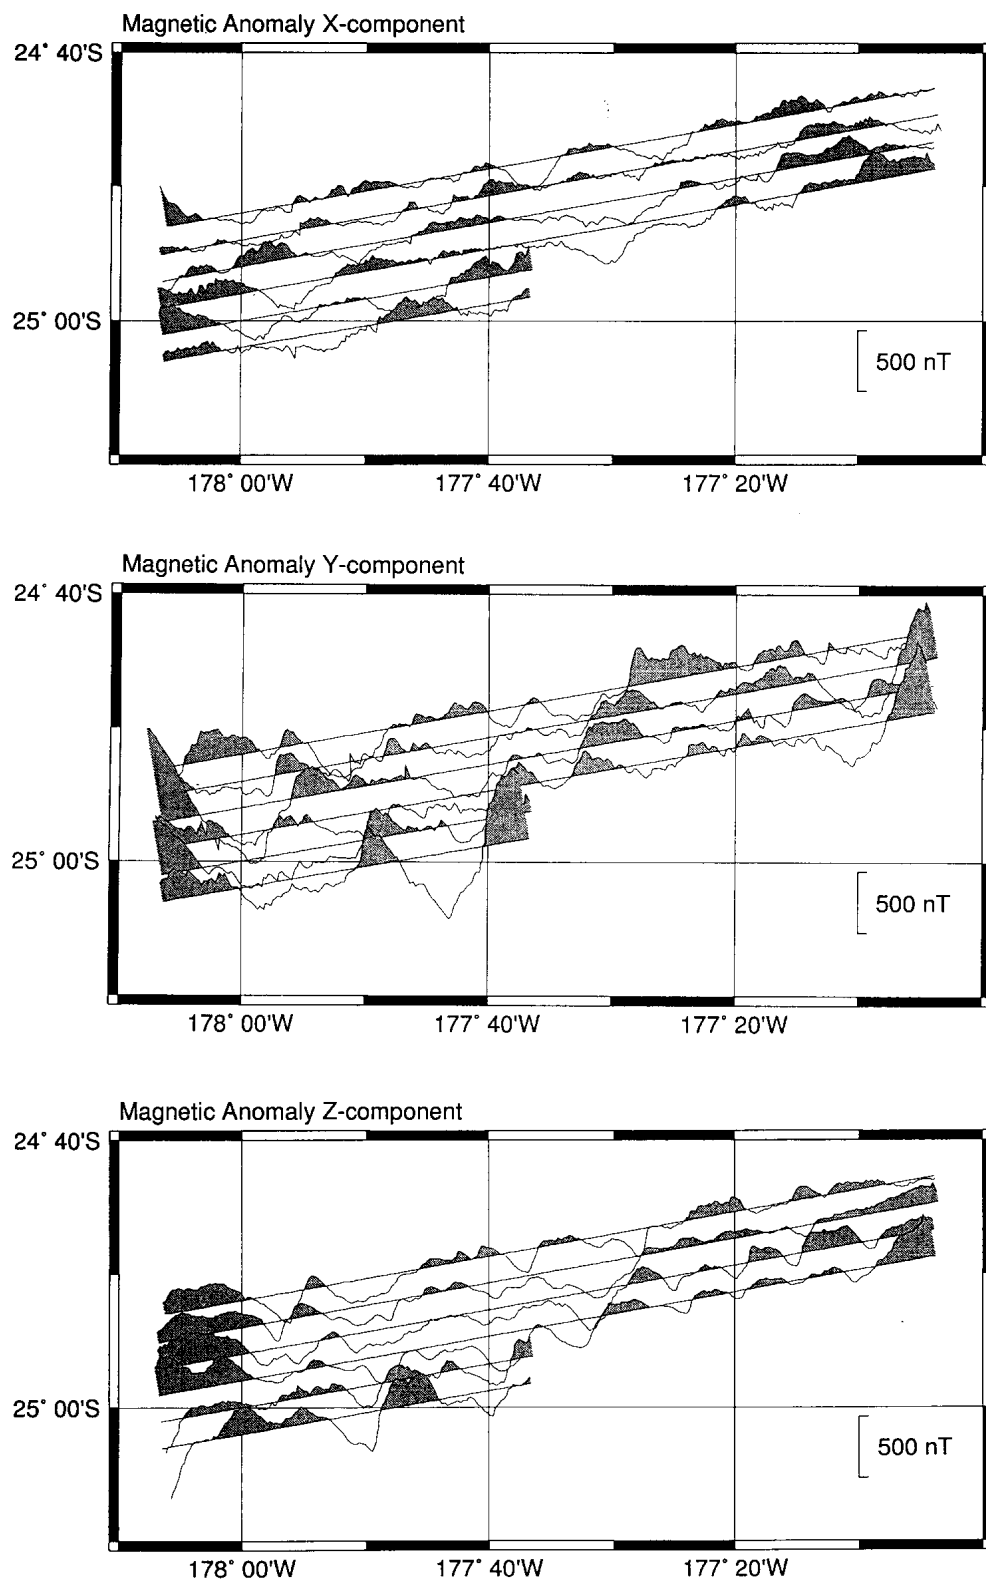 Magnetic Anomaly X-component
24° 40'S
25° 00'S
500 nT
178° 00'W 177° 40'W 177° 20'W
Magnetic Anomaly Y-component
24° 40'S
25° 00'S
500 nT
178° 00'W 177° 40'W 177° 20'W
Magnetic Anomaly Z-component
24° 40'S
25° 00'S
500 nT
178° 00'W 177° 40'W 177° 20'W